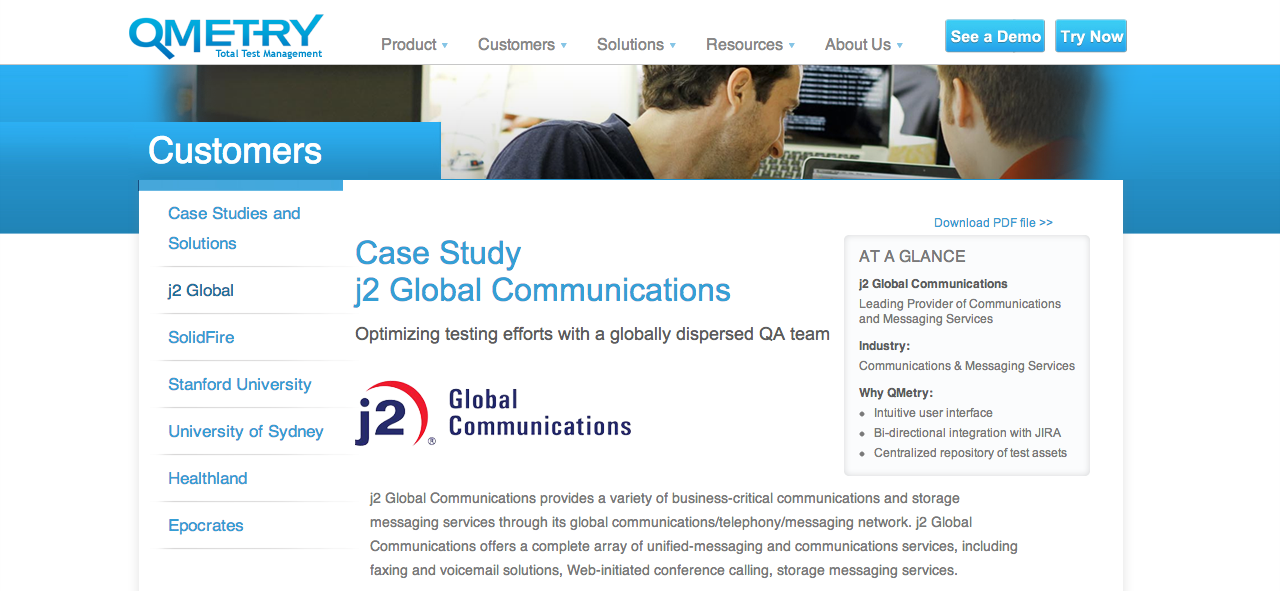 QMETRY
Total Test Management
Product
Customers
Solutions
Resources
About Us
See a Demo
Try Now
Customers
Case Studies and
Solutions
j2 Global
SolidFire
Stanford University
University of Sydney
Healthland
Epocrates
Download PDF file >>
Case Study
j2 Global Communications
Optimizing testing efforts with a globally dispersed QA team
j2® Global
Communications
AT A GLANCE
j2 Global Communications
Leading Provider of Communications
and Messaging Services
Industry:
Communications & Messaging Services
Why QMetry:
• Intuitive user interface
• Bi-directional integration with JIRA
• Centralized repository of test assets
j2 Global Communications provides a variety of business-critical communications and storage
messaging services through its global communications/telephony/messaging network. j2 Global
Communications offers a complete array of unified-messaging and communications services, including
faxing and voicemail solutions, Web-initiated conference calling, storage messaging services.